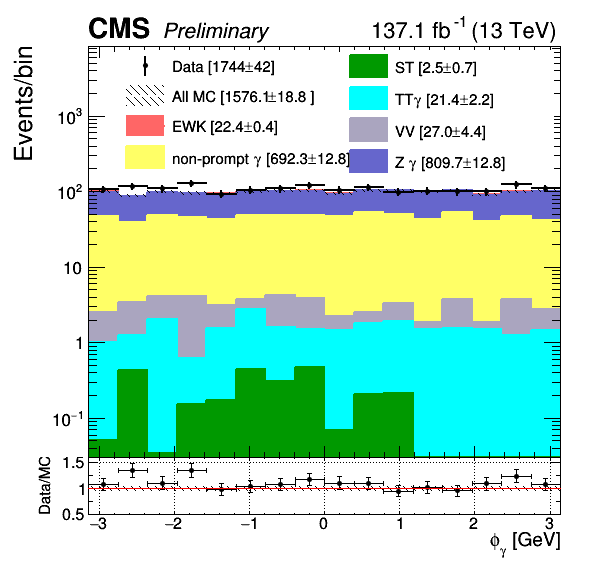 CMS Preliminary 137.1 fb⁻¹ (13 TeV)
Events/bin
Data [1744±42]
All MC [1576.1±18.8 ]
EWK [22.4±0.4]
non-prompt γ [692.3±12.8]
ST [2.5±0.7]
TTγ [21.4±2.2]
VV [27.0±4.4]
Z γ [809.7±12.8]
10³
10²
10
1
10⁻¹
Data/MC
1.5
1
0.5
−3 −2 −1 0 1 2 3
ϕγ [GeV]